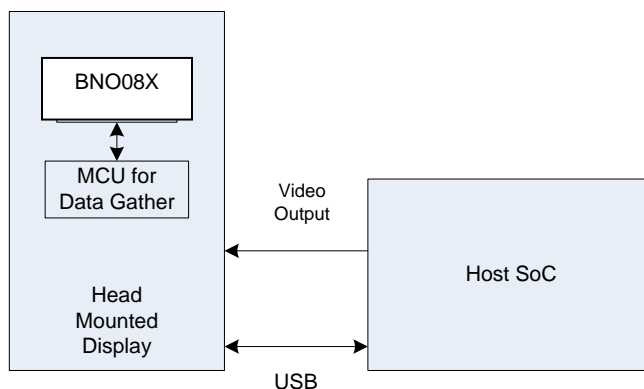 BNO08X
MCU for
Data Gather
Head
Mounted
Display
Video
Output
USB
Host SoC